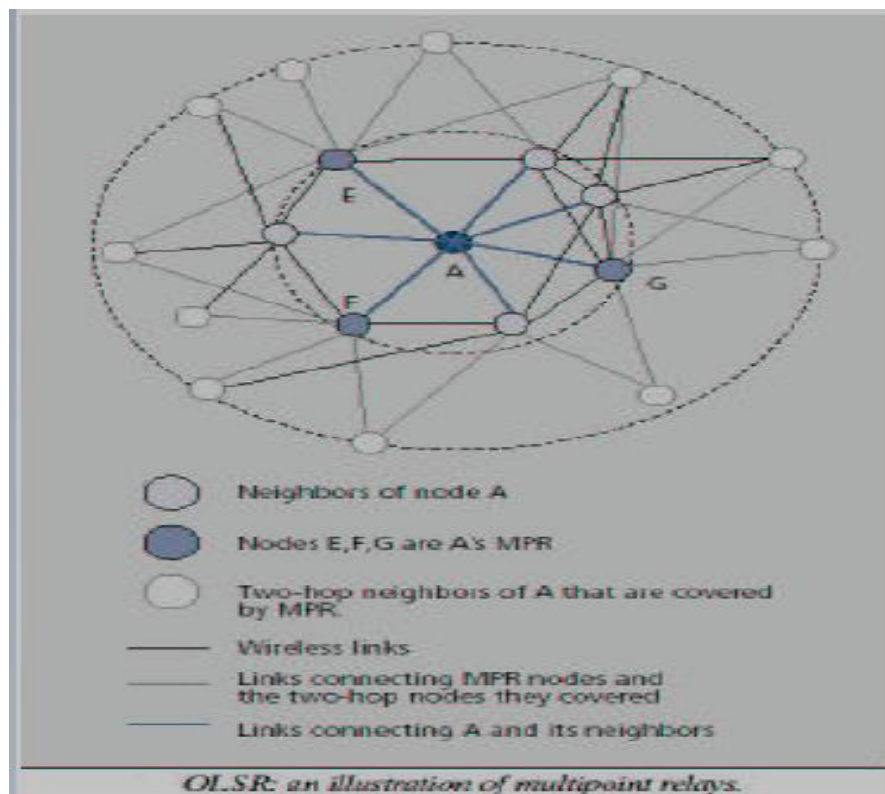 E
A
F
G
Neighbors of node A
Nodes E,F,G are A's MPR
Two-hop neighbors of A that are covered
by MPR.
Wireless links
Links connecting MPR nodes and
the two-hop nodes they covered
Links connecting A and its neighbors
OLSR: an illustration of multipoint relays.